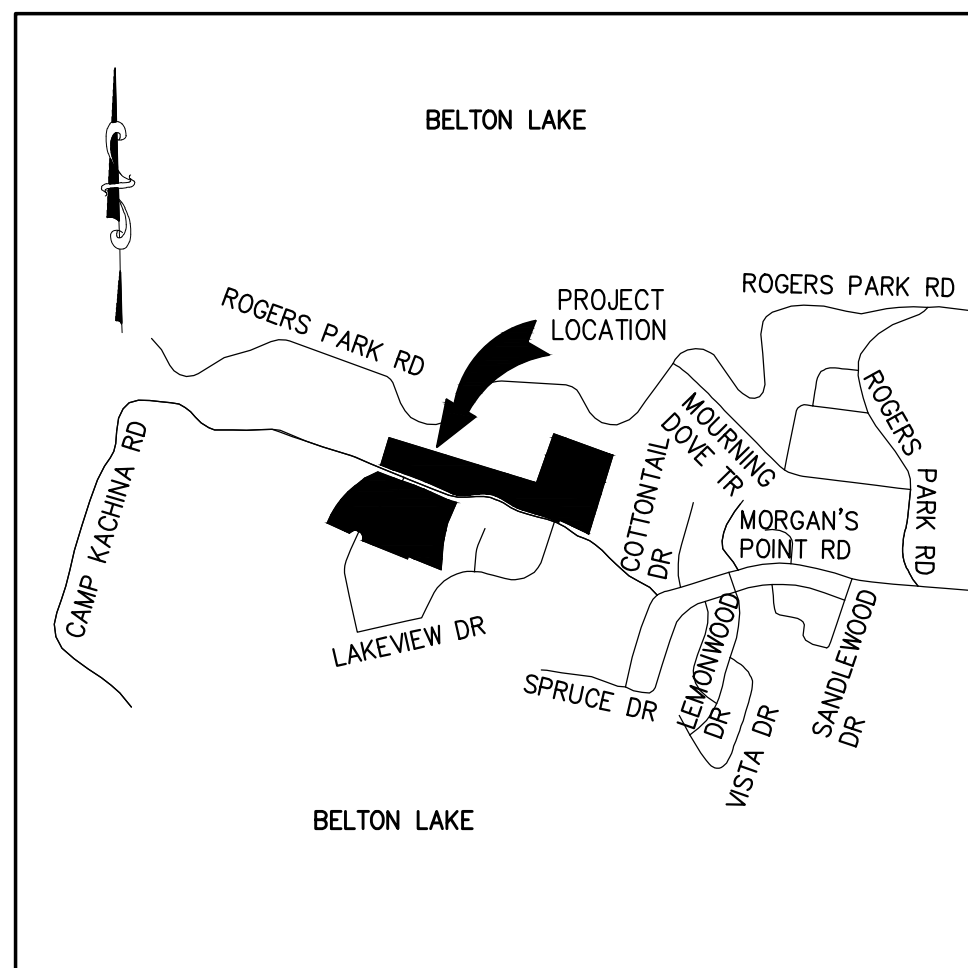 BELTON LAKE
ROGERS PARK RD
PROJECT
LOCATION
ROGERS PARK RD
ROGERS PARK RD
MOURNING
DOVE TR
COTTONTAIL
DR
MORGAN'S
POINT RD
CAMP KACHINA RD
LAKEVIEW DR
SPRUCE DR
LEMONWOOD
DR
VISTA DR
SANDLEWOOD
DR
BELTON LAKE